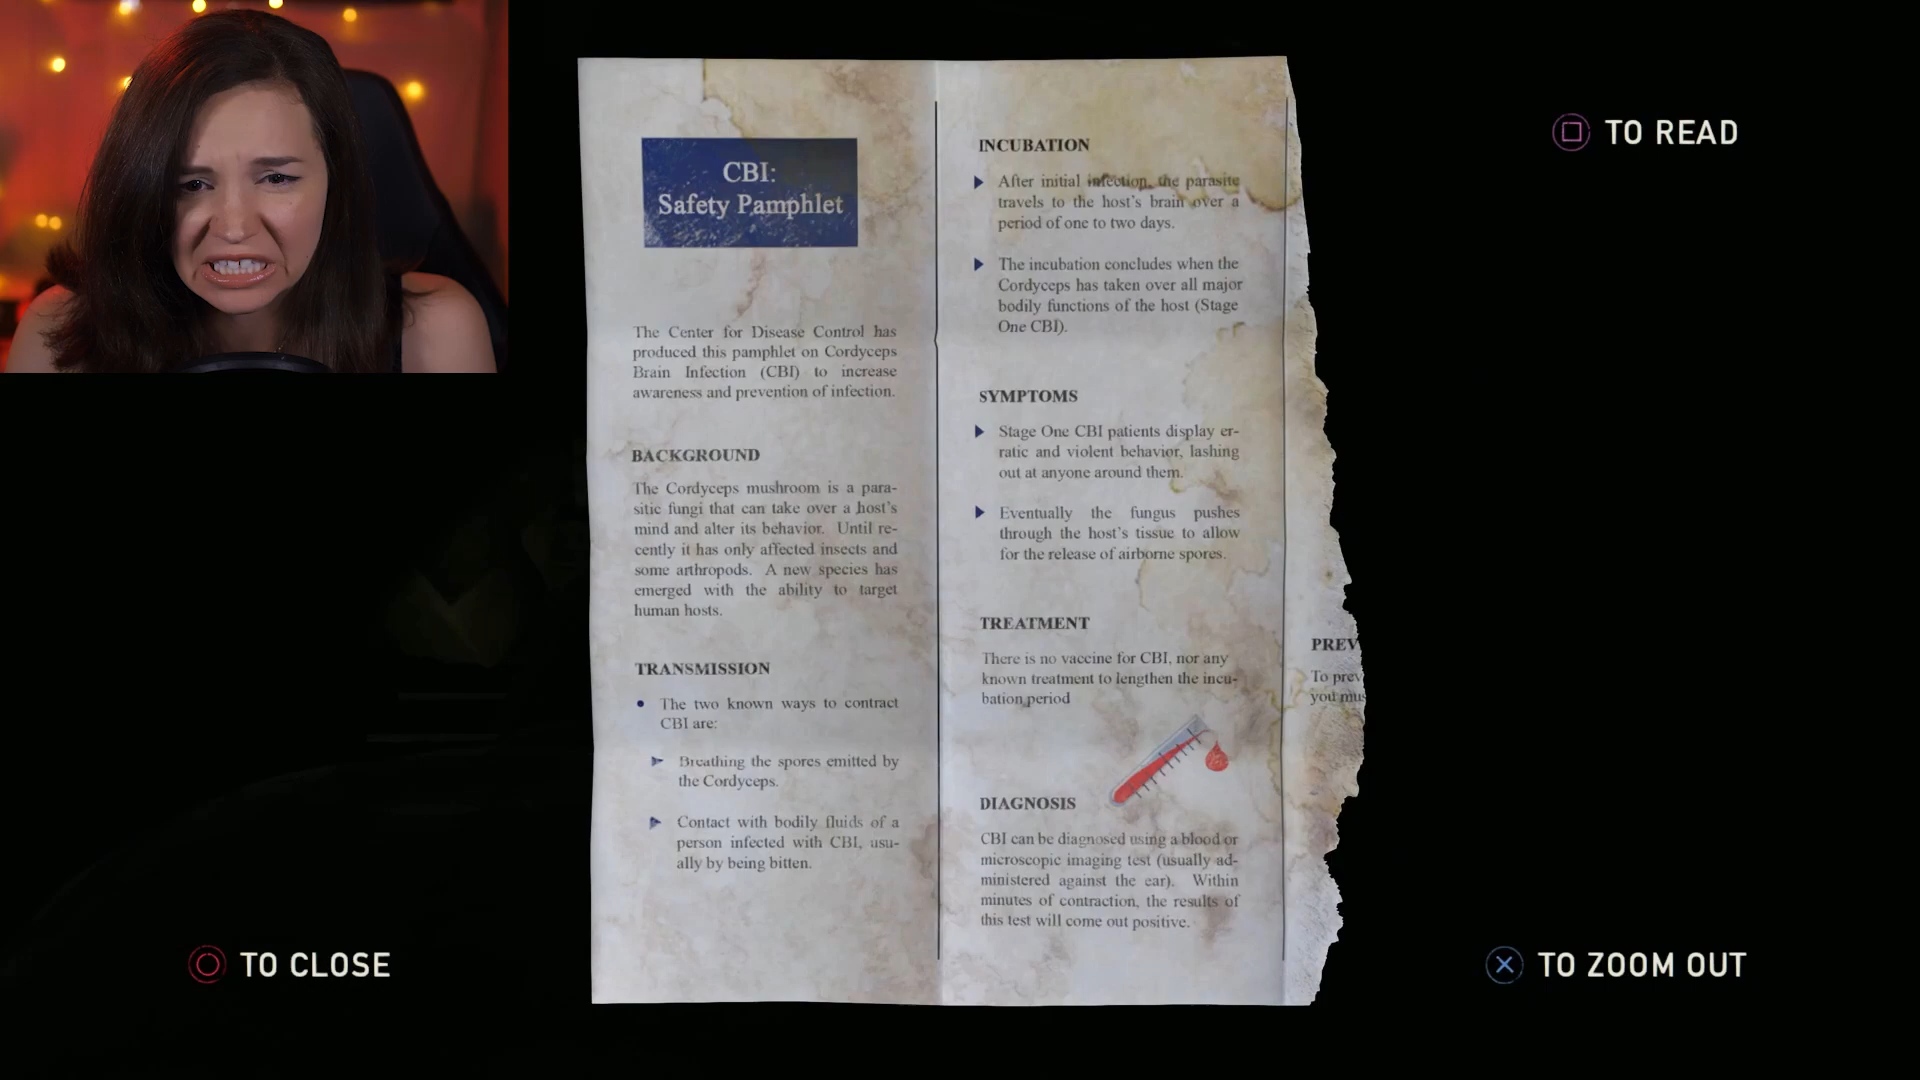 CBI:
Safety Pamphlet
The Center for Disease Control has
produced this pamphlet on Cordyceps
Brain Infection (CBI) to increase
awareness and prevention of infection.
BACKGROUND
The Cordyceps mushroom is a para-
sitic fungi that can take over a host's
mind and alter its behavior. Until re-
cently it has only affected insects and
some arthropods. A new species has
emerged with the ability to target
human hosts.
TRANSMISSION
• The two known ways to contract
CBI are:
Breathing the spores emitted by
the Cordyceps.
Contact with bodily fluids of a
person infected with CBI, usu-
ally by being bitten.
INCUBATION
After initial infection, the parasite
travels to the host's brain over a
period of one to two days.
The incubation concludes when the
Cordyceps has taken over all major
bodily functions of the host (Stage
One CBI).
SYMPTOMS
Stage One CBI patients display er-
ratic and violent behavior, lashing
out at anyone around them.
Eventually the fungus pushes
through the host's tissue to allow
for the release of airborne spores.
TREATMENT
There is no vaccine for CBI, nor any
known treatment to lengthen the incu-
bation period
DIAGNOSIS
CBI can be diagnosed using a blood or
microscopic imaging test (usually ad-
ministered against the ear). Within
minutes of contraction, the results of
this test will come out positive.
PREV
To prev
you mus
TO READ
TO CLOSE
TO ZOOM OUT